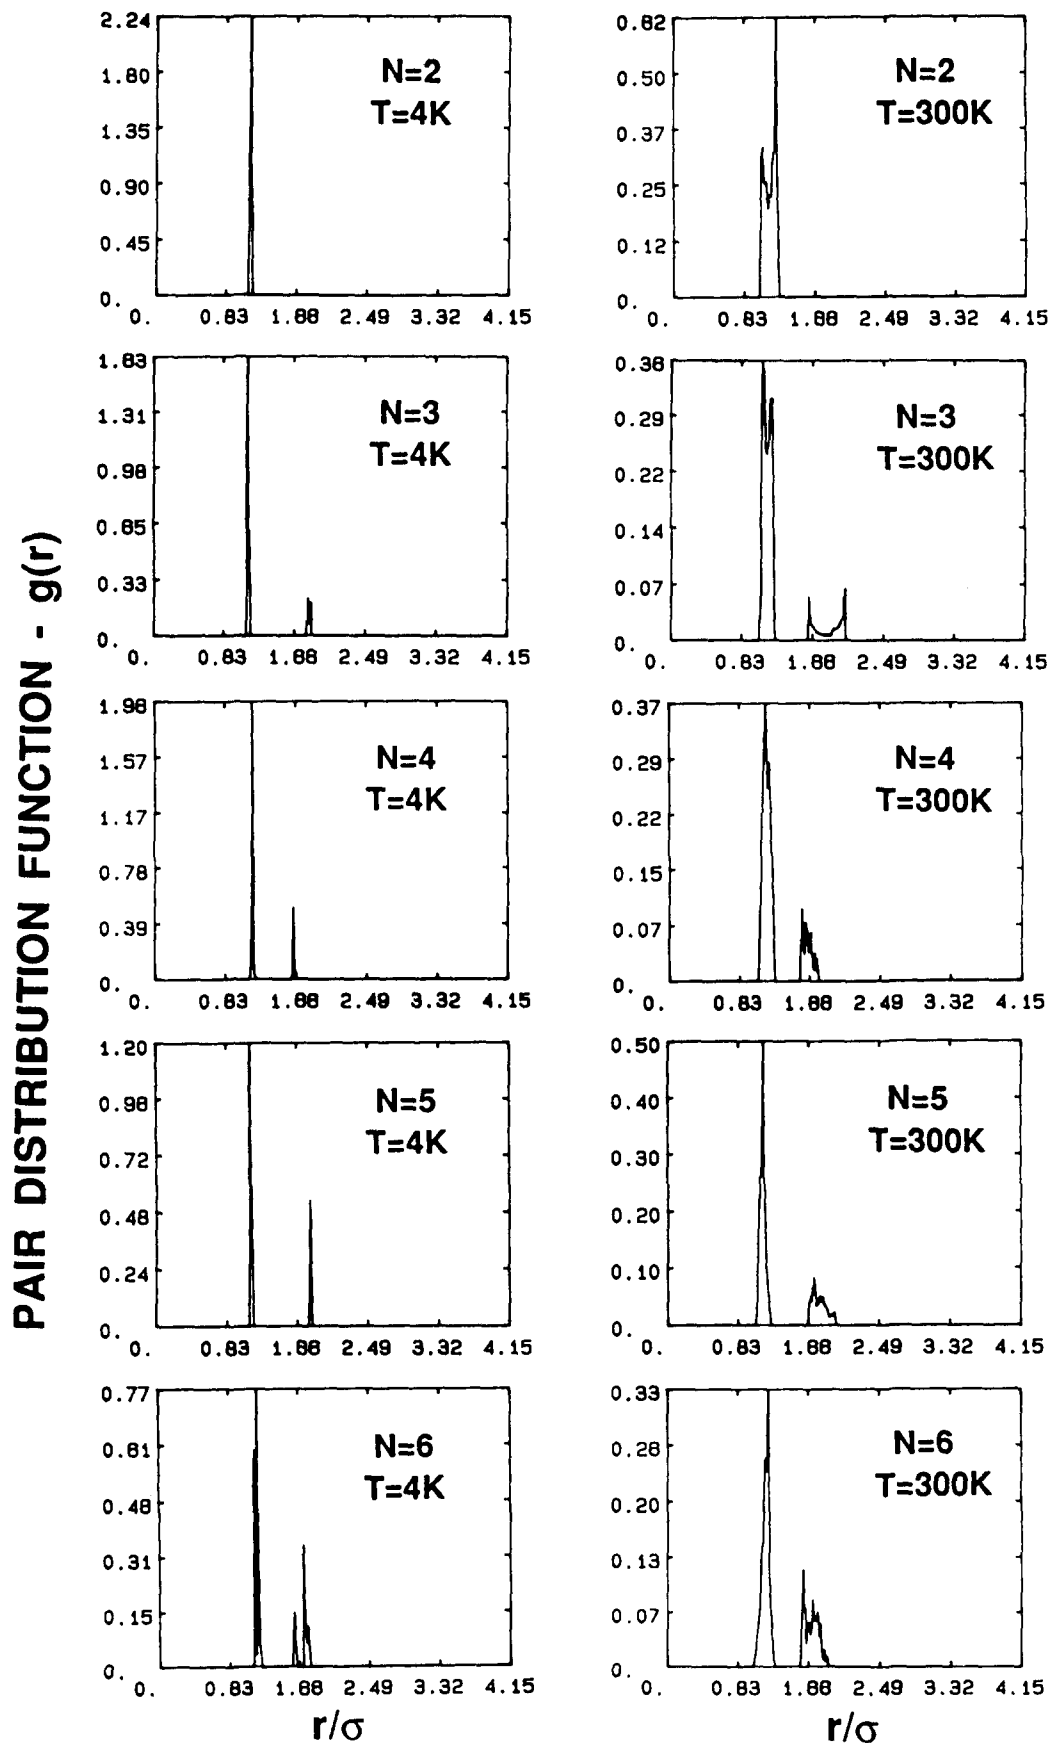 PAIR DISTRIBUTION FUNCTION - g(r)
2.24
1.80
1.35
0.90
0.45
0.
N=2
T=4K
0. 0.83 1.66 2.49 3.32 4.15
0.62
0.50
0.37
0.25
0.12
0.
N=2
T=300K
0. 0.83 1.66 2.49 3.32 4.15
1.63
1.31
0.98
0.65
0.33
0.
N=3
T=4K
0. 0.83 1.66 2.49 3.32 4.15
0.36
0.29
0.22
0.14
0.07
0.
N=3
T=300K
0. 0.83 1.66 2.49 3.32 4.15
1.96
1.57
1.17
0.78
0.39
0.
N=4
T=4K
0. 0.83 1.66 2.49 3.32 4.15
0.37
0.29
0.22
0.15
0.07
0.
N=4
T=300K
0. 0.83 1.66 2.49 3.32 4.15
1.20
0.96
0.72
0.48
0.24
0.
N=5
T=4K
0. 0.83 1.66 2.49 3.32 4.15
0.50
0.40
0.30
0.20
0.10
0.
N=5
T=300K
0. 0.83 1.66 2.49 3.32 4.15
0.77
0.61
0.46
0.31
0.15
0.
N=6
T=4K
0. 0.83 1.66 2.49 3.32 4.15
r/σ
0.33
0.26
0.20
0.13
0.07
0.
N=6
T=300K
0. 0.83 1.66 2.49 3.32 4.15
r/σ